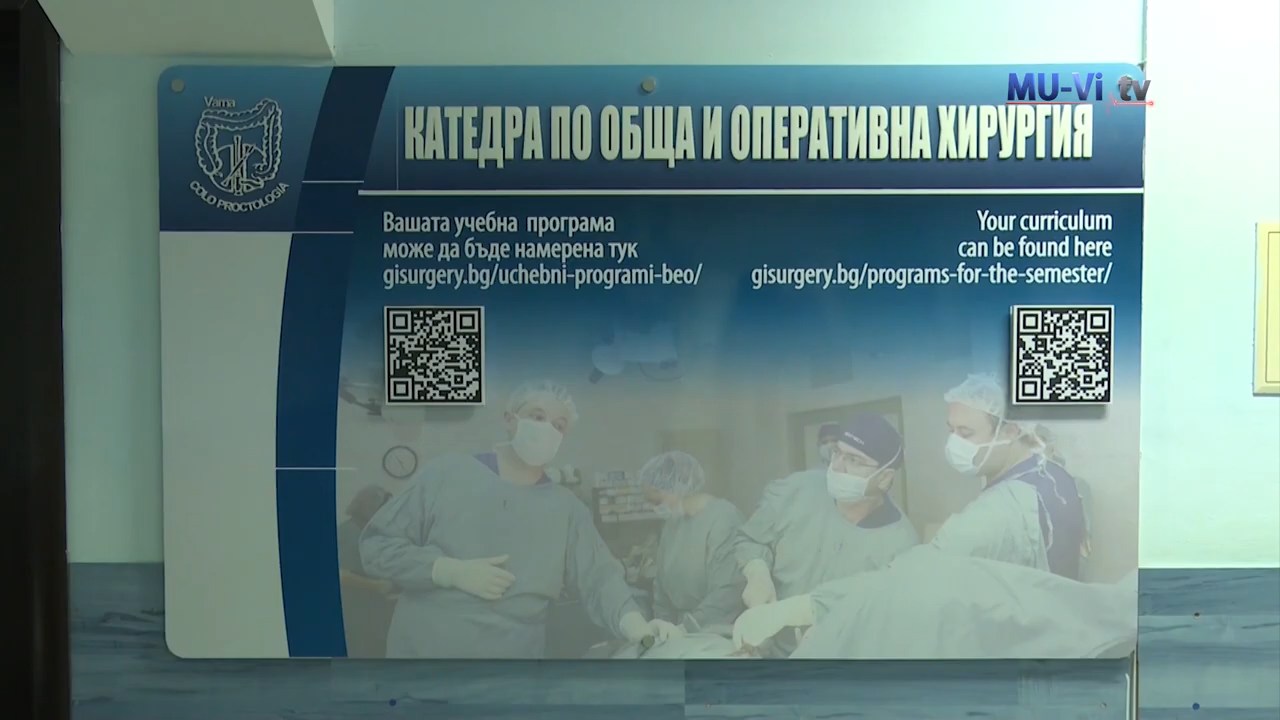 MU-Vi tv
Varna
COLO PROCTOLOGIA
КАТЕДРА ПО ОБЩА И ОПЕРАТИВНА ХИРУРГИЯ
Вашата учебна програма
може да бъде намерена тук
gisurgery.bg/uchebni-programi-beo/
Your curriculum
can be found here
gisurgery.bg/programs-for-the-semester/